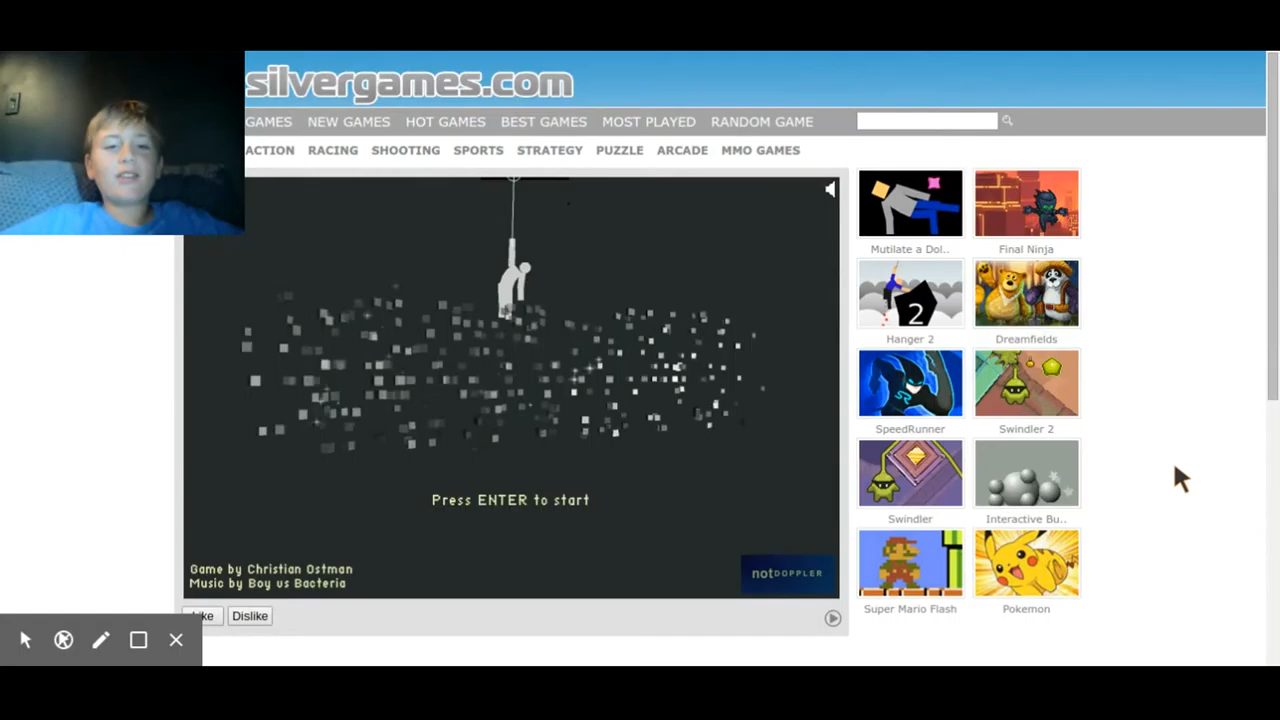 silvergames.com
GAMES NEW GAMES HOT GAMES BEST GAMES MOST PLAYED RANDOM GAME
ACTION RACING SHOOTING SPORTS STRATEGY PUZZLE ARCADE MMO GAMES
Mutilate a Dol.. Final Ninja
2
Hanger 2 Dreamfields
SpeedRunner Swindler 2
Swindler Interactive Bu..
Press ENTER to start
Game by Christian Ostman
Music by Boy vs Bacteria
notDOPPLER
Super Mario Flash Pokemon
Dislike